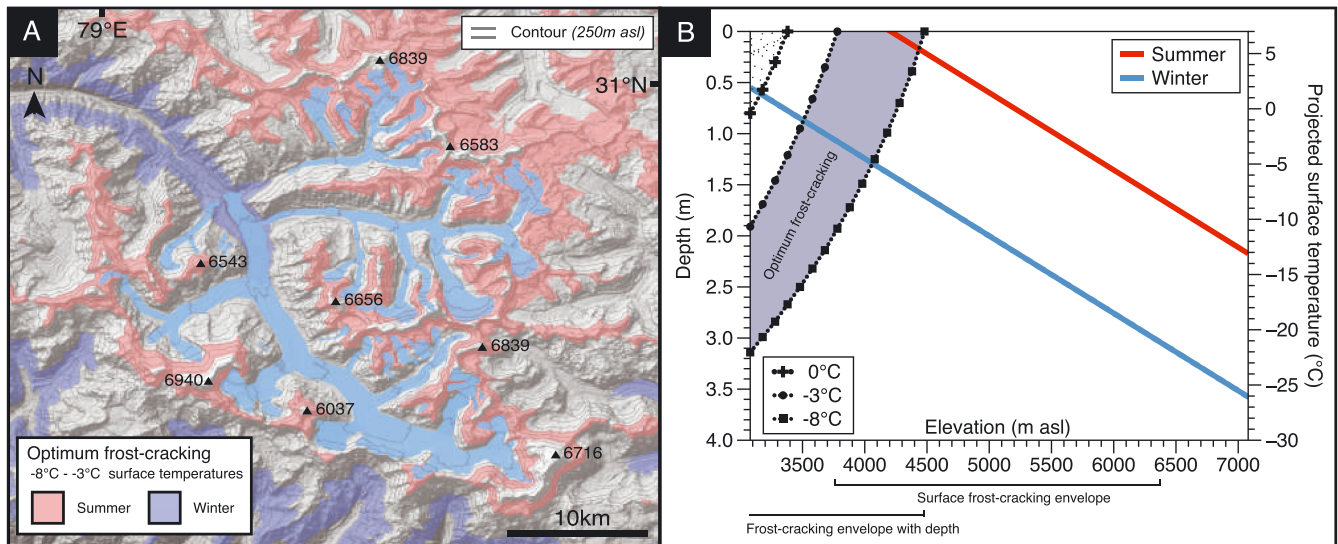 A
79°E
Contour (250m asl)
N
31°N
6839
6583
6543
6656
6839
6940
6037
6716
Optimum frost-cracking
-8°C - -3°C surface temperatures
Summer
Winter
10km
B
0
0.5
1.0
1.5
2.0
2.5
3.0
3.5
4.0
Depth (m)
Optimum frost-cracking
Summer
Winter
5
0
−5
−10
−15
−20
−25
−30
Projected surface temperature (°C)
0°C
-3°C
-8°C
Elevation (m asl)
3500 4000 4500 5000 5500 6000 6500 7000
Surface frost-cracking envelope
Frost-cracking envelope with depth